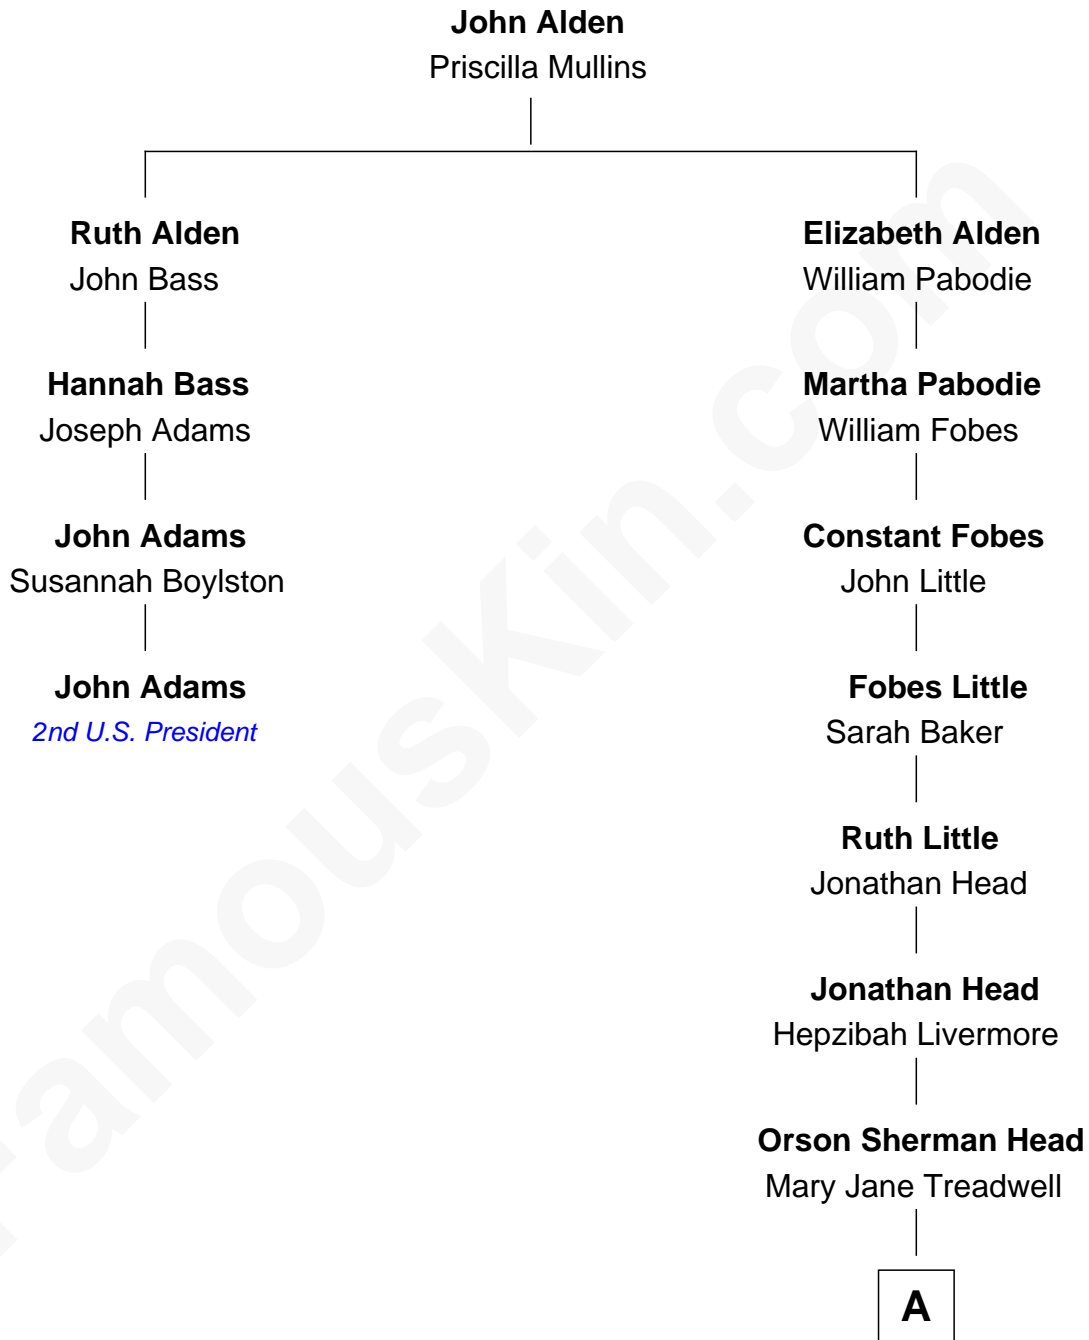 John Alden
Priscilla Mullins
Ruth Alden
John Bass
Elizabeth Alden
William Pabodie
Hannah Bass
Joseph Adams
Martha Pabodie
William Fobes
John Adams
Susannah Boylston
Constant Fobes
John Little
John Adams
2nd U.S. President
Fobes Little
Sarah Baker
Ruth Little
Jonathan Head
Jonathan Head
Hepzibah Livermore
Orson Sherman Head
Mary Jane Treadwell
A
FamousKin.com